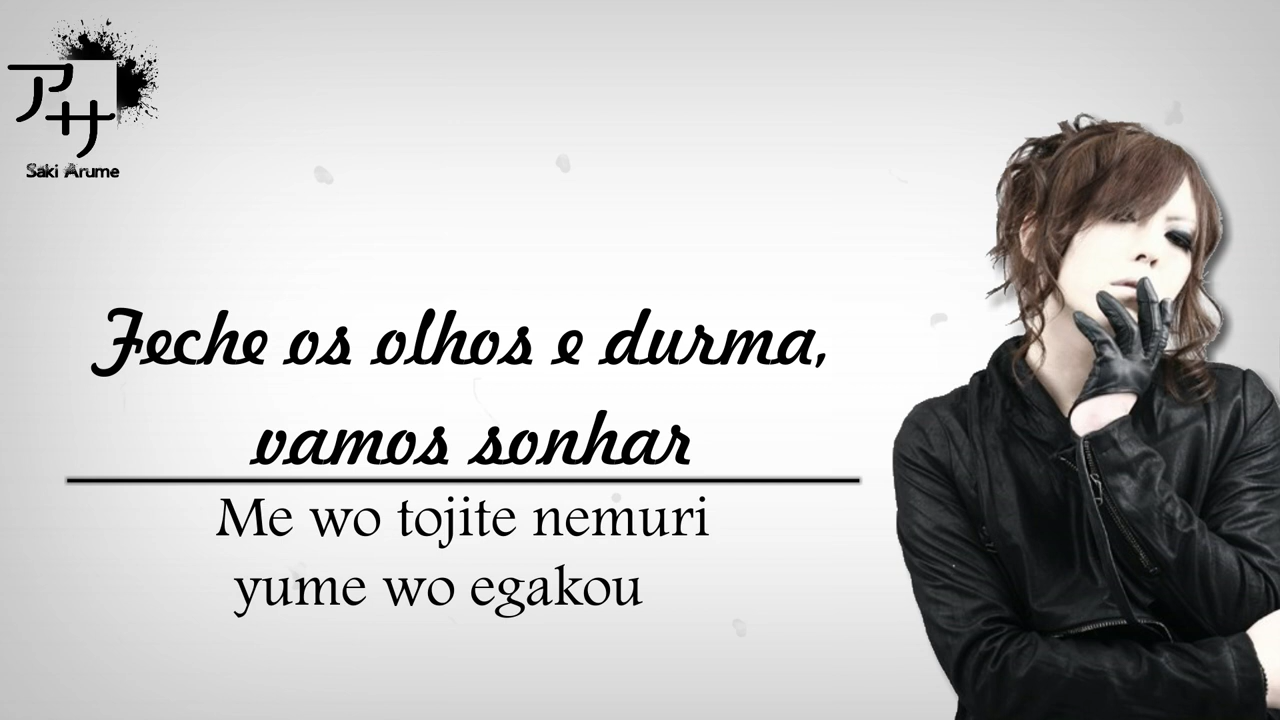 アサ
Saki Arume
Feche os olhos e durma,
vamos sonhar
Me wo tojite nemuri
yume wo egakou